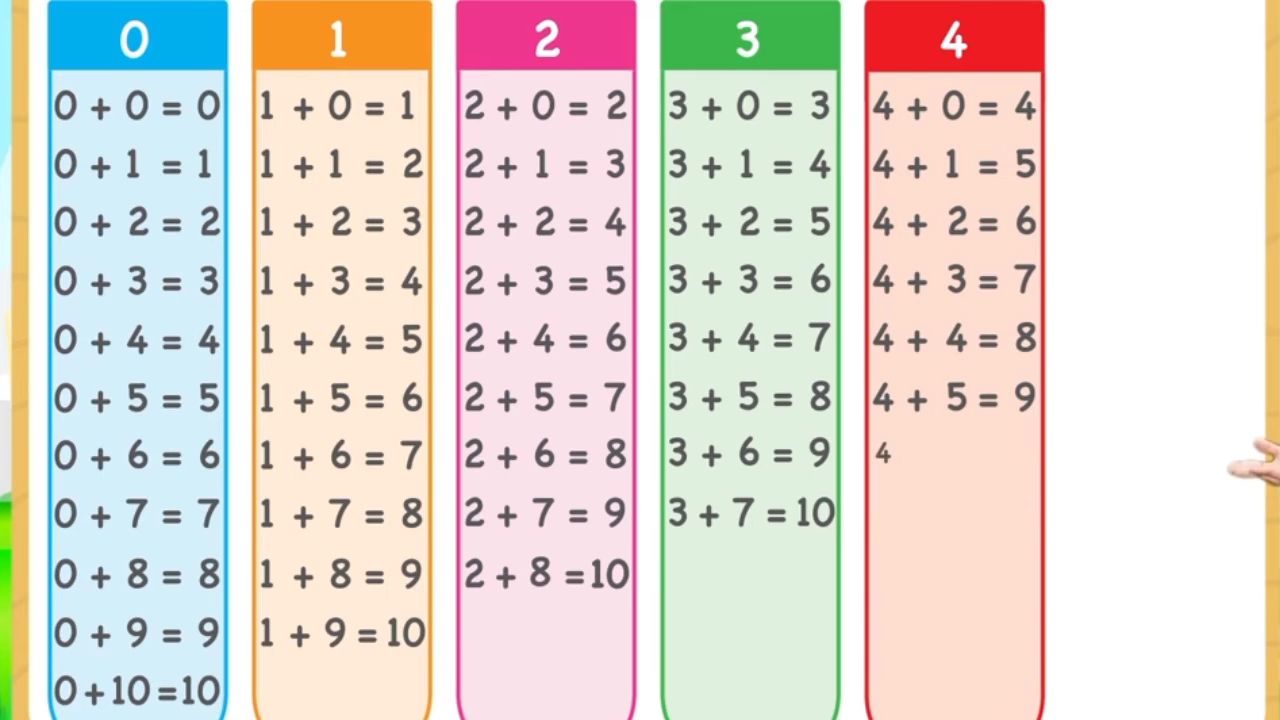 0
0 + 0 = 0
0 + 1 = 1
0 + 2 = 2
0 + 3 = 3
0 + 4 = 4
0 + 5 = 5
0 + 6 = 6
0 + 7 = 7
0 + 8 = 8
0 + 9 = 9
0 + 10 = 10
1
1 + 0 = 1
1 + 1 = 2
1 + 2 = 3
1 + 3 = 4
1 + 4 = 5
1 + 5 = 6
1 + 6 = 7
1 + 7 = 8
1 + 8 = 9
1 + 9 = 10
2
2 + 0 = 2
2 + 1 = 3
2 + 2 = 4
2 + 3 = 5
2 + 4 = 6
2 + 5 = 7
2 + 6 = 8
2 + 7 = 9
2 + 8 = 10
3
3 + 0 = 3
3 + 1 = 4
3 + 2 = 5
3 + 3 = 6
3 + 4 = 7
3 + 5 = 8
3 + 6 = 9
3 + 7 = 10
4
4 + 0 = 4
4 + 1 = 5
4 + 2 = 6
4 + 3 = 7
4 + 4 = 8
4 + 5 = 9
4